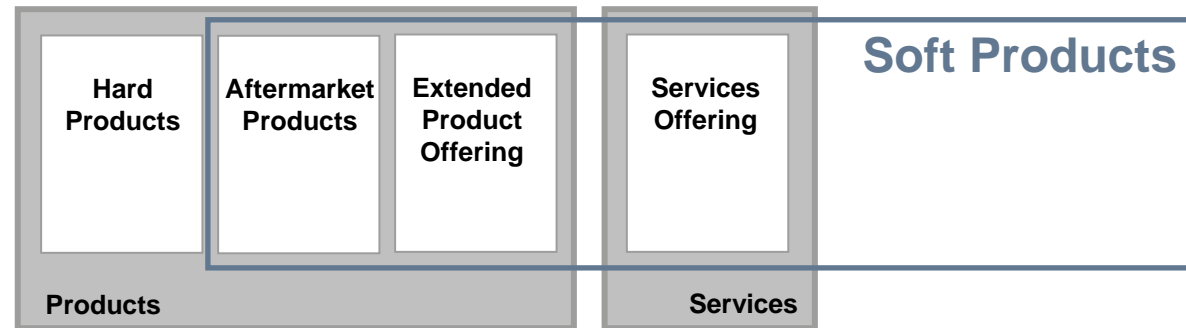 Soft Products
Hard
Products
Aftermarket
Products
Extended
Product
Offering
Services
Offering
Products
Services